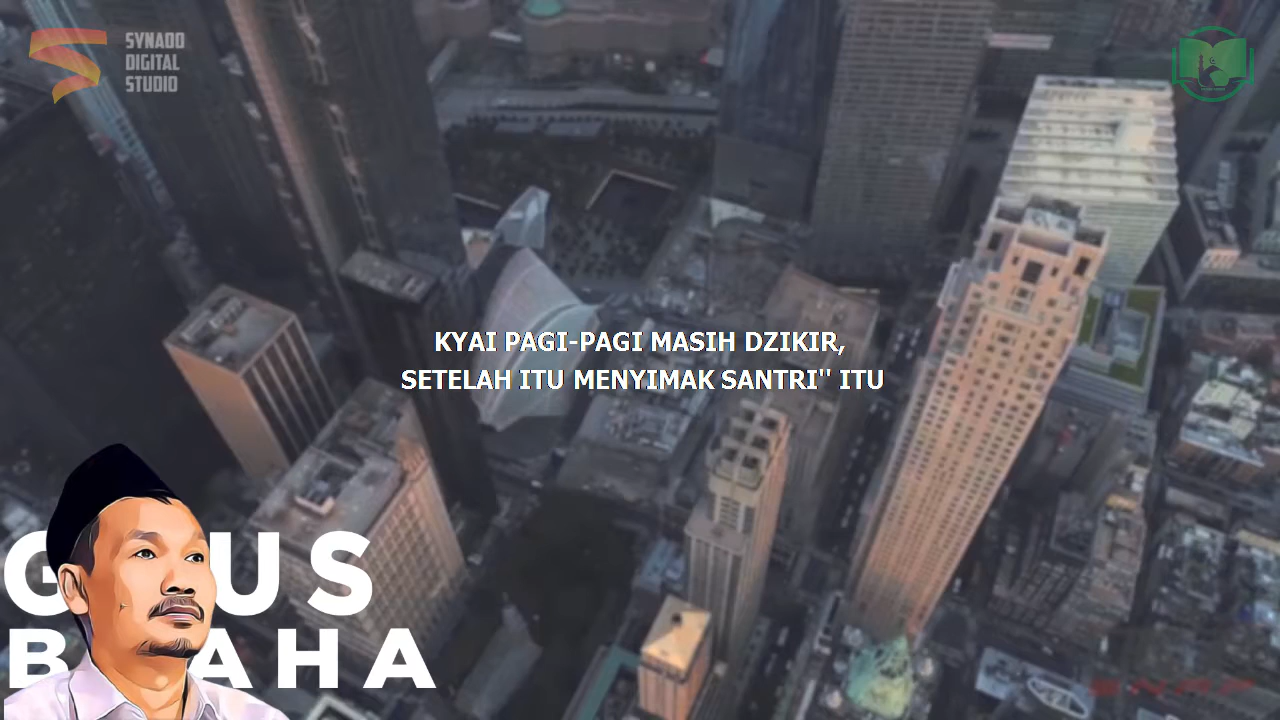 SYNADO
DIGITAL
STUDIO
KYAI PAGI-PAGI MASIH DZIKIR,
SETELAH ITU MENYIMAK SANTRI'' ITU
GUS
BAHA